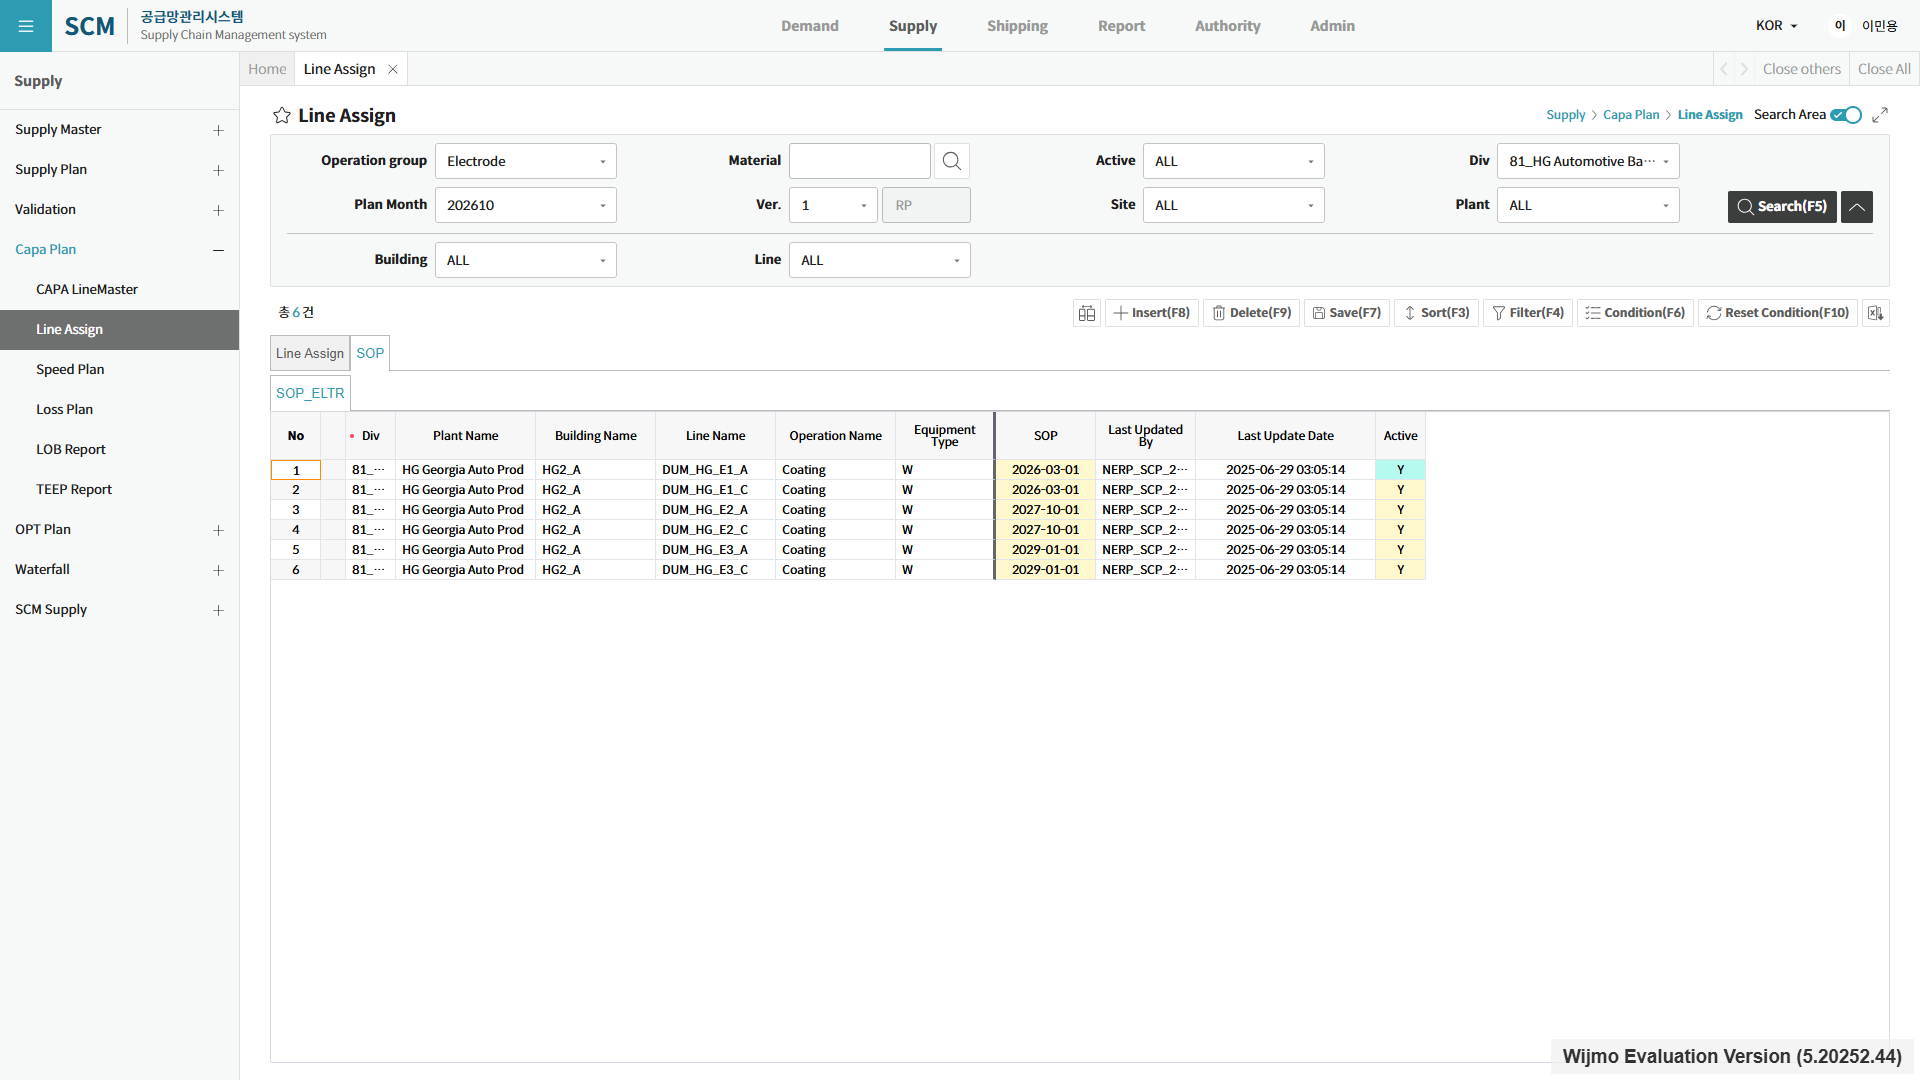 SCM
공급망관리시스템
Supply Chain Management system
Demand
Supply
Shipping
Report
Authority
Admin
KOR
이
이민용
Supply
Supply Master
Supply Plan
Validation
Capa Plan
CAPA LineMaster
Line Assign
Speed Plan
Loss Plan
LOB Report
TEEP Report
OPT Plan
Waterfall
SCM Supply
Home
Line Assign
Close others
Close All
Line Assign
Supply > Capa Plan > Line Assign
Search Area
Operation group Electrode
Material
Active ALL
Div 81_HG Automotive Ba···
Plan Month 202610
Ver. 1 RP
Site ALL
Plant ALL
Search(F5)
Building ALL
Line ALL
총 6 건
Insert(F8)
Delete(F9)
Save(F7)
Sort(F3)
Filter(F4)
Condition(F6)
Reset Condition(F10)
Line Assign
SOP
SOP_ELTR
No Div Plant Name Building Name Line Name Operation Name Equipment Type SOP Last Updated By Last Update Date Active
1 81_··· HG Georgia Auto Prod HG2_A DUM_HG_E1_A Coating W 2026-03-01 NERP_SCP_2··· 2025-06-29 03:05:14 Y
2 81_··· HG Georgia Auto Prod HG2_A DUM_HG_E1_C Coating W 2026-03-01 NERP_SCP_2··· 2025-06-29 03:05:14 Y
3 81_··· HG Georgia Auto Prod HG2_A DUM_HG_E2_A Coating W 2027-10-01 NERP_SCP_2··· 2025-06-29 03:05:14 Y
4 81_··· HG Georgia Auto Prod HG2_A DUM_HG_E2_C Coating W 2027-10-01 NERP_SCP_2··· 2025-06-29 03:05:14 Y
5 81_··· HG Georgia Auto Prod HG2_A DUM_HG_E3_A Coating W 2029-01-01 NERP_SCP_2··· 2025-06-29 03:05:14 Y
6 81_··· HG Georgia Auto Prod HG2_A DUM_HG_E3_C Coating W 2029-01-01 NERP_SCP_2··· 2025-06-29 03:05:14 Y
Wijmo Evaluation Version (5.20252.44)